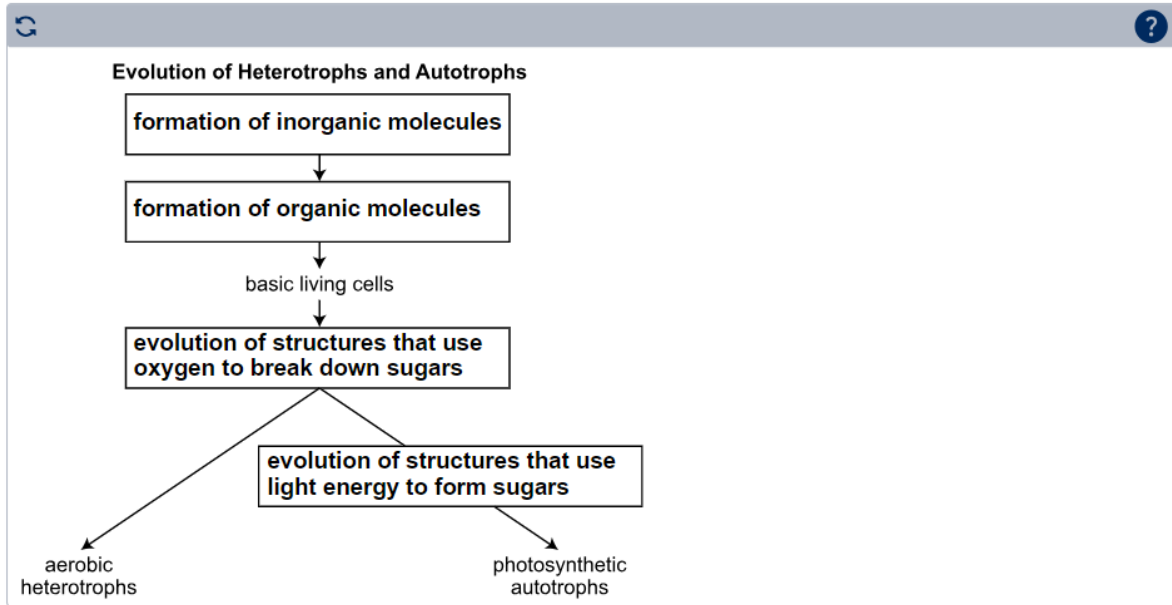 ?
Evolution of Heterotrophs and Autotrophs
formation of inorganic molecules
formation of organic molecules
basic living cells
evolution of structures that use
oxygen to break down sugars
evolution of structures that use
light energy to form sugars
aerobic
heterotrophs
photosynthetic
autotrophs